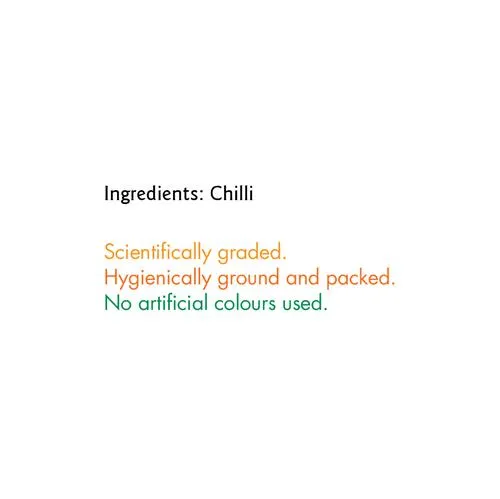 Ingredients: Chilli
Scientifically graded.
Hygienically ground and packed.
No artificial colours used.